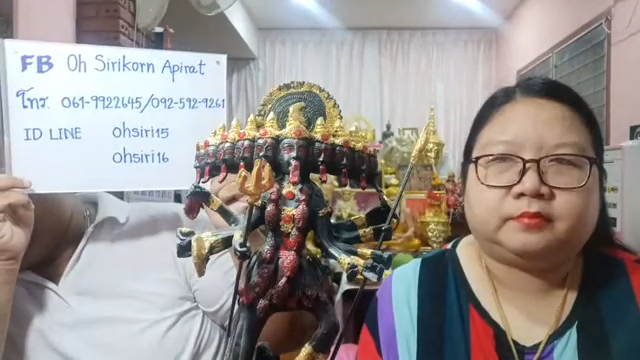 FB Oh Sirikorn Apirat
โทร. 061-9922645/092-592-9261
ID LINE ohsiri15
ohsiri16